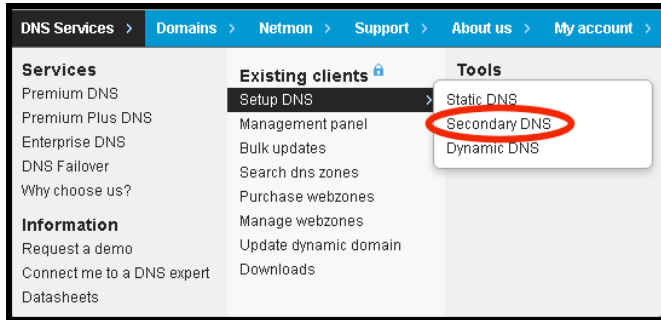 DNS Services >
Domains >
Netmon >
Support >
About us >
My account >
Services
Premium DNS
Premium Plus DNS
Enterprise DNS
DNS Failover
Why choose us?
Information
Request a demo
Connect me to a DNS expert
Datasheets
Existing clients
Setup DNS >
Management panel
Bulk updates
Search dns zones
Purchase webzones
Manage webzones
Update dynamic domain
Downloads
Tools
Static DNS
Secondary DNS
Dynamic DNS